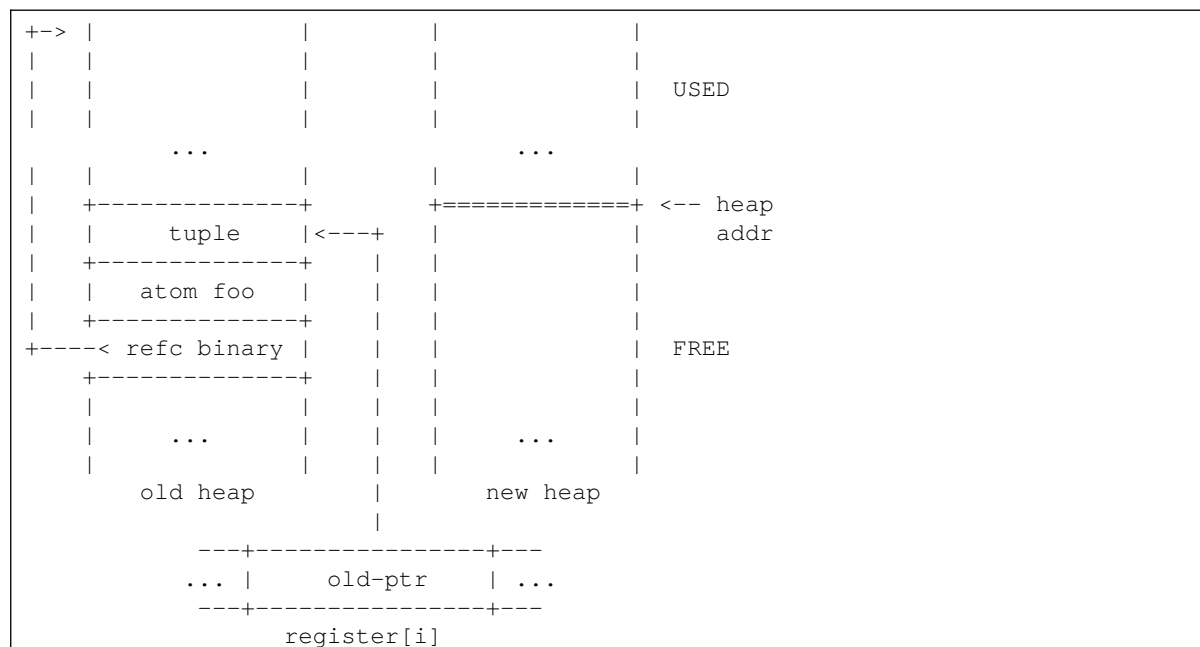 +-> |              |        |             |
|   |              |        |             |
|   |              |        |             |  USED
|   |              |        |             |
          ...                     ...
|   |              |        |             |
|   +--------------+        +=============+ <-- heap
|   |     tuple    |<---+   |             |     addr
|   +--------------+    |   |             |
|   |   atom foo   |    |   |             |
|   +--------------+    |   |             |
+----< refc binary |    |   |             |  FREE
    +--------------+    |   |             |
    |              |    |   |             |
    |     ...      |    |   |     ...     |
    |              |    |   |             |
       old heap         |       new heap
                        |
            ---+----------------+---
           ... |     old-ptr    | ...
            ---+----------------+---
                  register[i]